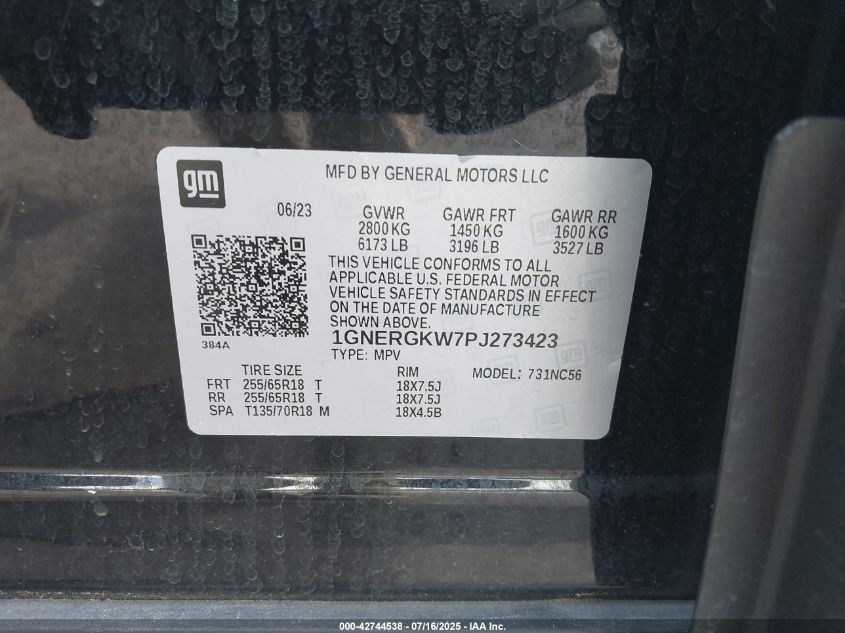 gm
MFD BY GENERAL MOTORS LLC
06/23
GVWR GAWR FRT GAWR RR
2800 KG 1450 KG 1600 KG
6173 LB 3196 LB 3527 LB
THIS VEHICLE CONFORMS TO ALL
APPLICABLE U.S. FEDERAL MOTOR
VEHICLE SAFETY STANDARDS IN EFFECT
ON THE DATE OF MANUFACTURE
SHOWN ABOVE.
384A
1GNERGKW7PJ273423
TYPE: MPV
TIRE SIZE RIM MODEL: 731NC56
FRT 255/65R18 T 18X7.5J
RR 255/65R18 T 18X7.5J
SPA T135/70R18 M 18X4.5B
000-42744538 - 07/16/2025 - IAA Inc.